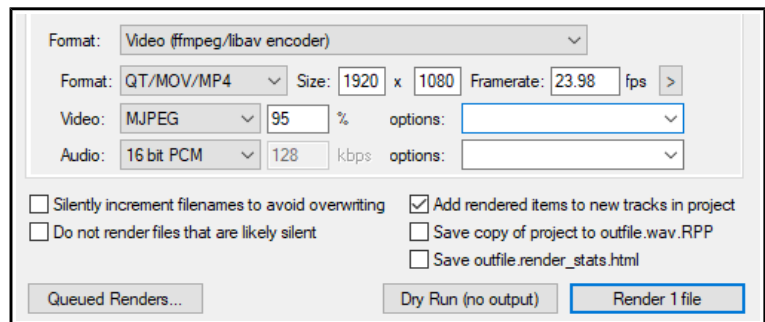 Format: Video (ffmpeg/libav encoder)
Format: QT/MOV/MP4 Size: 1920 x 1080 Framerate: 23.98 fps >
Video: MJPEG 95 % options:
Audio: 16 bit PCM 128 kbps options:
Silently increment filenames to avoid overwriting Add rendered items to new tracks in project
Do not render files that are likely silent Save copy of project to outfile.wav.RPP
Save outfile.render_stats.html
Queued Renders... Dry Run (no output) Render 1 file